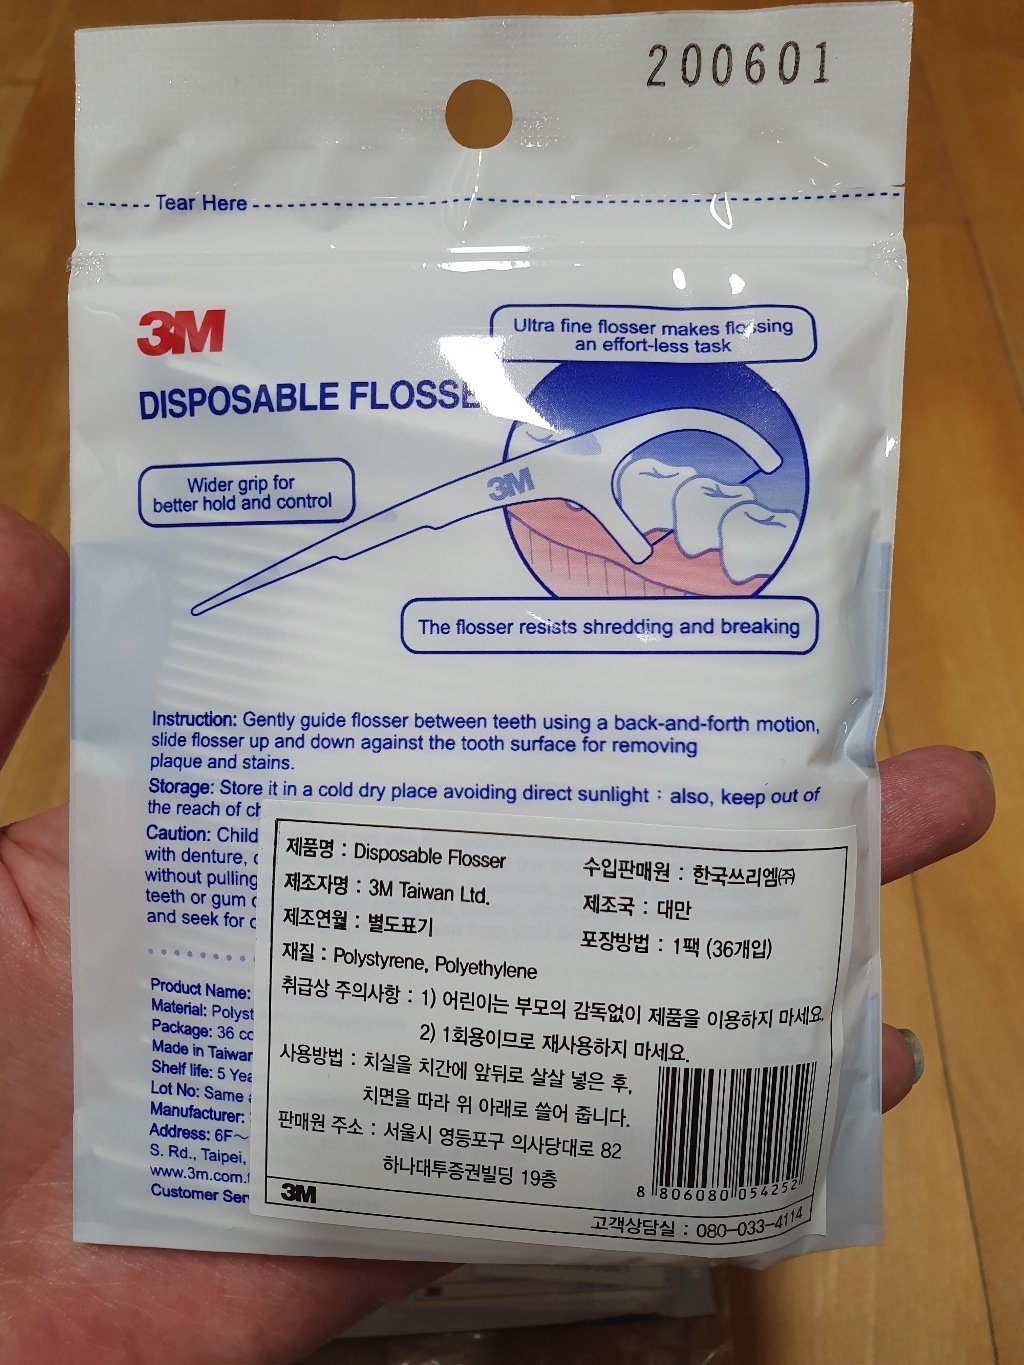 200601
Tear Here
3M
DISPOSABLE FLOSSE
Ultra fine flosser makes flossing
an effort-less task
Wider grip for
better hold and control
3M
The flosser resists shredding and breaking
Instruction: Gently guide flosser between teeth using a back-and-forth motion,
slide flosser up and down against the tooth surface for removing
plaque and stains.
Storage: Store it in a cold dry place avoiding direct sunlight : also, keep out of
the reach of ch
Caution: Child
with denture,
without pulling
teeth or gum
and seek for
Product Name:
Material: Polyst
Package: 36 cc
Made in Taiwan
Shelf life: 5 Yea
Lot No: Same
Manufacturer:
Address: 6F~
S. Rd., Taipei,
www.3m.com.
Customer Ser
제품명 : Disposable Flosser
제조자명 : 3M Taiwan Ltd.
제조연월 : 별도표기
재질 : Polystyrene, Polyethylene
수입판매원 : 한국쓰리엠㈜
제조국 : 대만
포장방법 : 1팩 (36개입)
취급상 주의사항 : 1) 어린이는 부모의 감독없이 제품을 이용하지 마세요.
2) 1회용이므로 재사용하지 마세요.
사용방법 : 치실을 치간에 앞뒤로 살살 넣은 후,
치면을 따라 위 아래로 쓸어 줍니다.
판매원 주소 : 서울시 영등포구 의사당대로 82
하나대투증권빌딩 19층
8 806080 054252
3M
고객상담실 : 080-033-4114